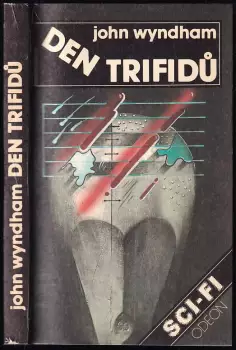 john wyndham DEN TRIFIDŮ
john wyndham
DEN TRIFIDŮ
SCI-FI
ODEON